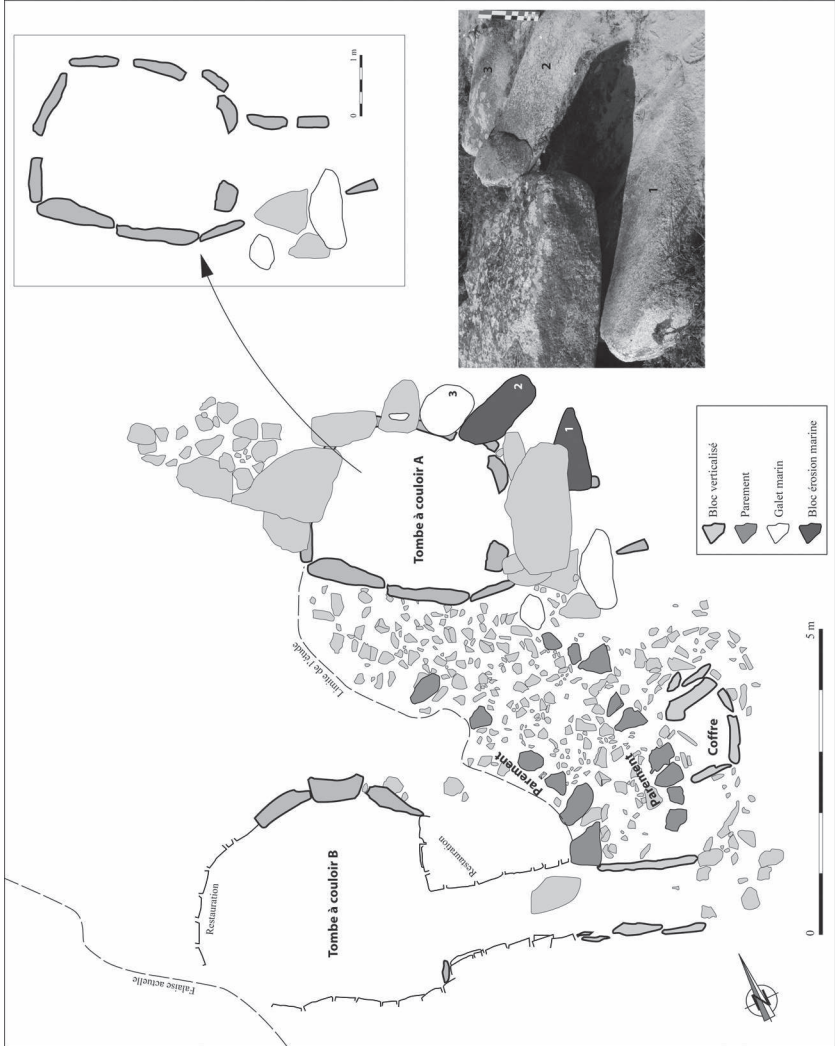 0
1 m
3
2
1
Tombe à couloir A
3
2
1
Limite de l'étude
Parement
Parement
Coffre
Tombe à couloir B
Restauration
Restauration
Falaise actuelle
N
0
5 m
Bloc verticalisé
Parement
Galet marin
Bloc érosion marine